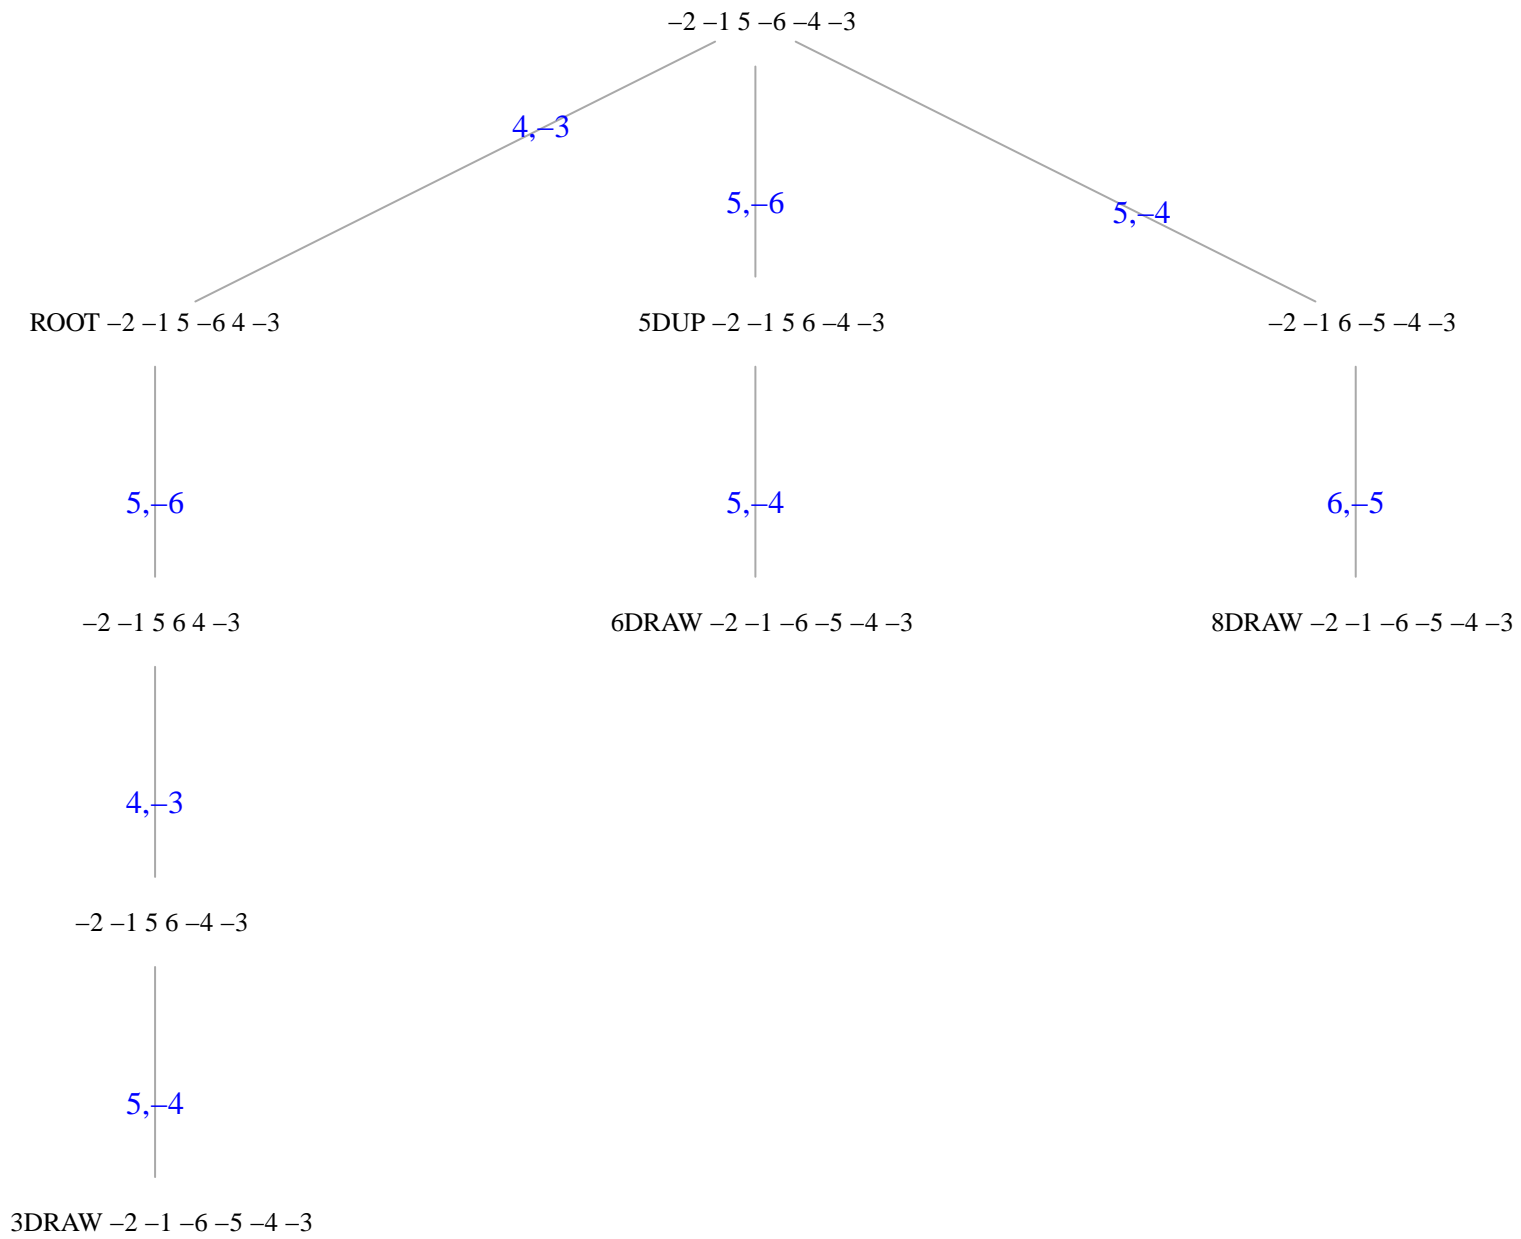 –2 –1 5 –6 –4 –3
4,–3
5,–6
5,–4
ROOT –2 –1 5 –6 4 –3
5DUP –2 –1 5 6 –4 –3
–2 –1 6 –5 –4 –3
5,–6
5,–4
6,–5
–2 –1 5 6 4 –3
6DRAW –2 –1 –6 –5 –4 –3
8DRAW –2 –1 –6 –5 –4 –3
4,–3
–2 –1 5 6 –4 –3
5,–4
3DRAW –2 –1 –6 –5 –4 –3